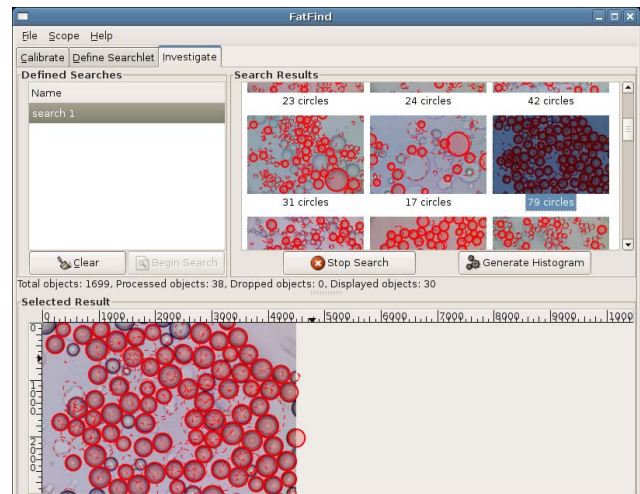 FatFind
File Scope Help
Calibrate Define Searchlet Investigate
Defined Searches
Search Results
Name
search 1
23 circles 24 circles 42 circles
31 circles 17 circles 79 circles
Clear Begin Search Stop Search Generate Histogram
Total objects: 1699, Processed objects: 38, Dropped objects: 0, Displayed objects: 30
Selected Result
0 1000 2000 3000 4000 5000 6000 7000 8000 9000 1000
0
1000
2000